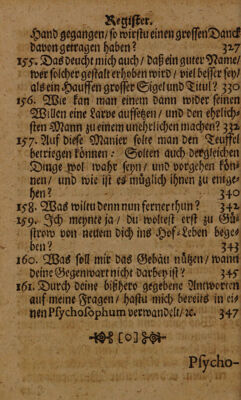 Register.
Hand gegangen/ so wirstu einen grossen Danck
davon getragen haben? 327
155. Das deucht mich auch/ daß ein guter Name/
wer solcher gestalt erhoben wird/ viel besser sey/
als ein Hauffen grosser Sigel und Titul? 330
156. Wie kan man einem dann wider seinen
Willen eine Larve auffetzen/ und den ehrlich-
sten Mann zu einem unehrlichen machen? 332
157. Auf diese Manier solte man den Teuffel
betriegen können: Solten auch dergleichen
Dinge wol wahr seyn/ und vorgehen kön-
nen/ und wie ist es müglich ihnen zu entge-
hen? 340
158. Was wiltu denn nun ferner thun? 342
159. Ich meynte ja/ du woltest erst zu Gü-
strow von neutem dich ins Hof-Leben bege-
ben? 343
160. Was soll mir das Gebäu nützen/ wann
deine Gegenwart nicht darbey ist? 345
161. Durch deine bißhero gegebene Antworten
auf meine Fragen/ hastu mich bereits in ei-
nen Psychosophum verwandelt/ ꝛc. 347
[o]
Psycho-